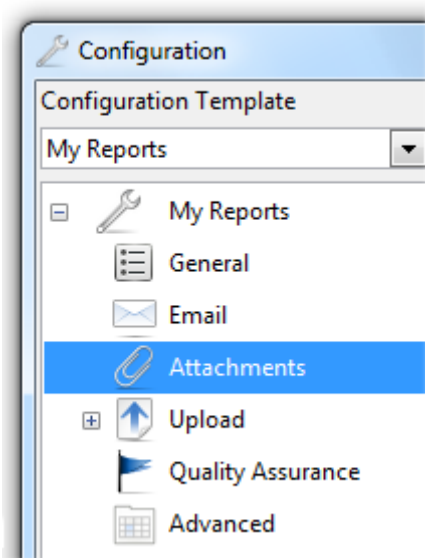 Configuration
Configuration Template
My Reports
My Reports
General
Email
Attachments
Upload
Quality Assurance
Advanced